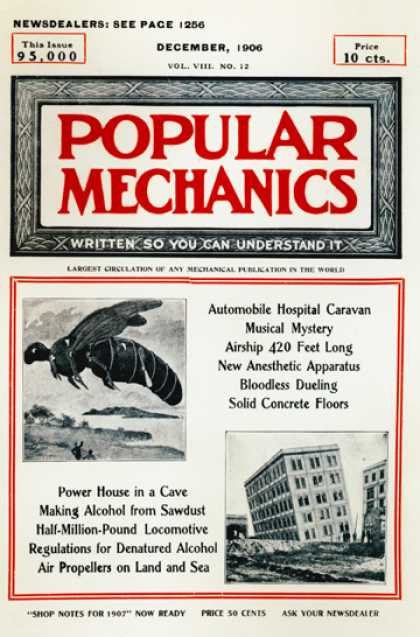 NEWSDEALERS: SEE PAGE 1256
This Issue
95,000
DECEMBER, 1906
Price
10 cts.
VOL. VIII. NO. 12
POPULAR
MECHANICS
WRITTEN SO YOU CAN UNDERSTAND IT
LARGEST CIRCULATION OF ANY MECHANICAL PUBLICATION IN THE WORLD
Automobile Hospital Caravan
Musical Mystery
Airship 420 Feet Long
New Anesthetic Apparatus
Bloodless Dueling
Solid Concrete Floors
Power House in a Cave
Making Alcohol from Sawdust
Half-Million-Pound Locomotive
Regulations for Denatured Alcohol
Air Propellers on Land and Sea
"SHOP NOTES FOR 1907" NOW READY PRICE 50 CENTS ASK YOUR NEWSDEALER